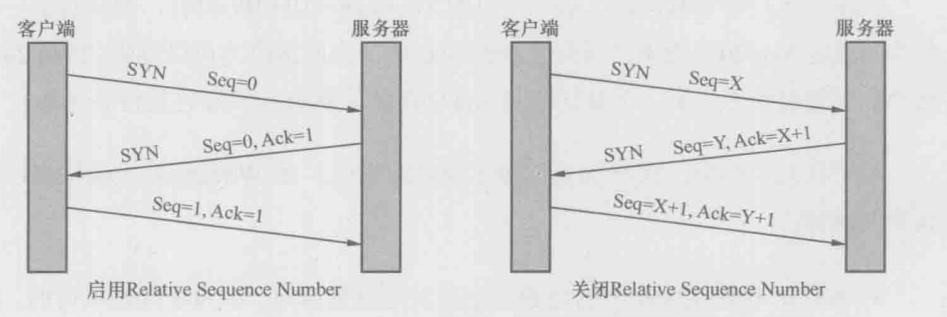 客户端
服务器
SYN
Seq=0
SYN
Seq=0, Ack=1
Seq=1, Ack=1
启用Relative Sequence Number
客户端
服务器
SYN
Seq=X
SYN
Seq=Y, Ack=X+1
Seq=X+1, Ack=Y+1
关闭Relative Sequence Number